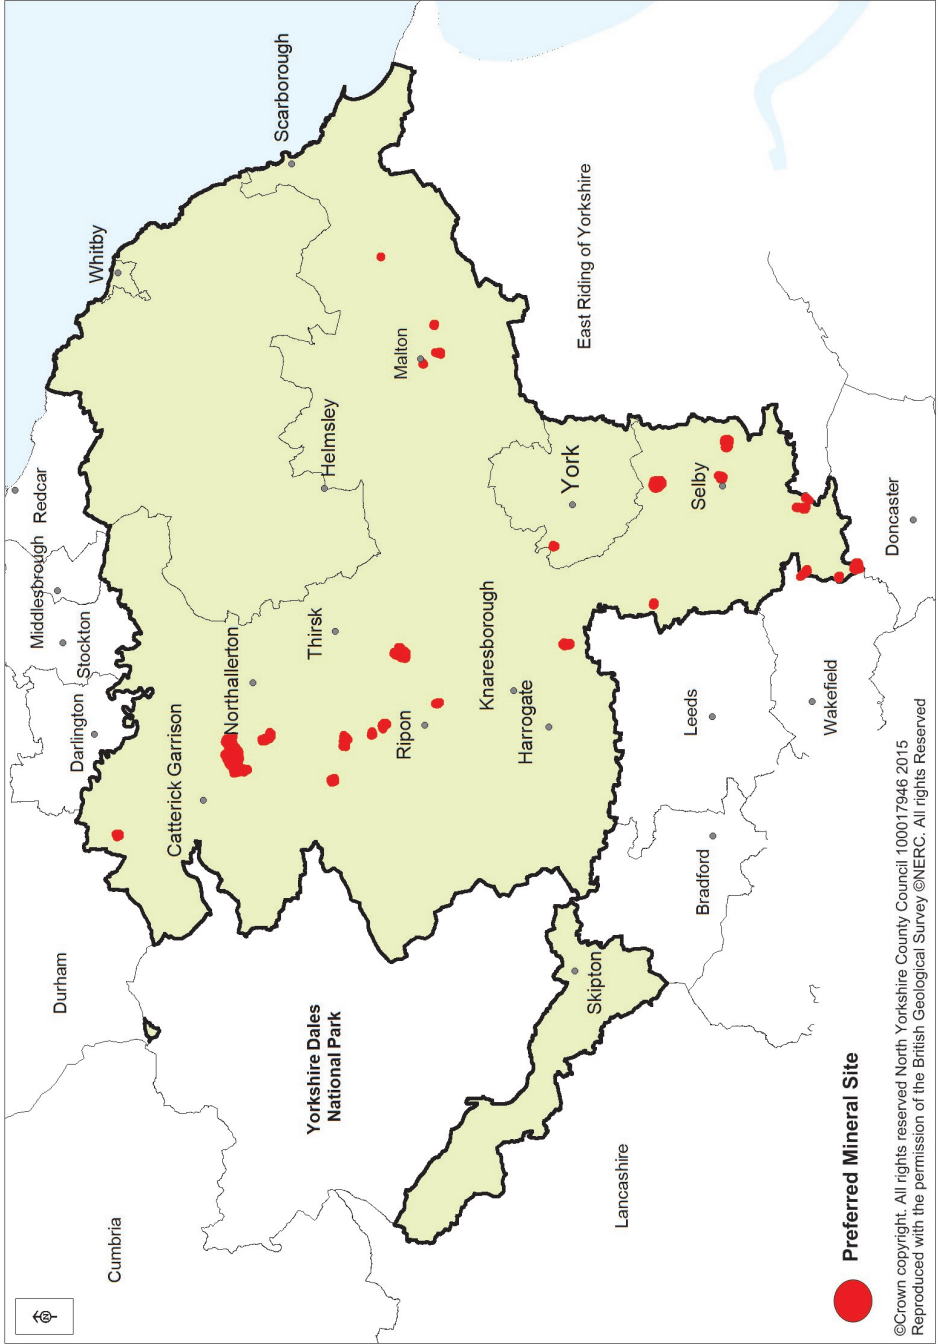 N
Cumbria
Durham
Darlington
Stockton
Middlesbrough
Redcar
Whitby
Scarborough
Catterick Garrison
Northallerton
Thirsk
Helmsley
Malton
Yorkshire Dales
National Park
Ripon
Knaresborough
Harrogate
York
East Riding of Yorkshire
Skipton
Lancashire
Bradford
Leeds
Selby
Wakefield
Doncaster
Preferred Mineral Site
©Crown copyright. All rights reserved North Yorkshire County Council 100017946 2015
Reproduced with the permission of the British Geological Survey ©NERC. All rights Reserved